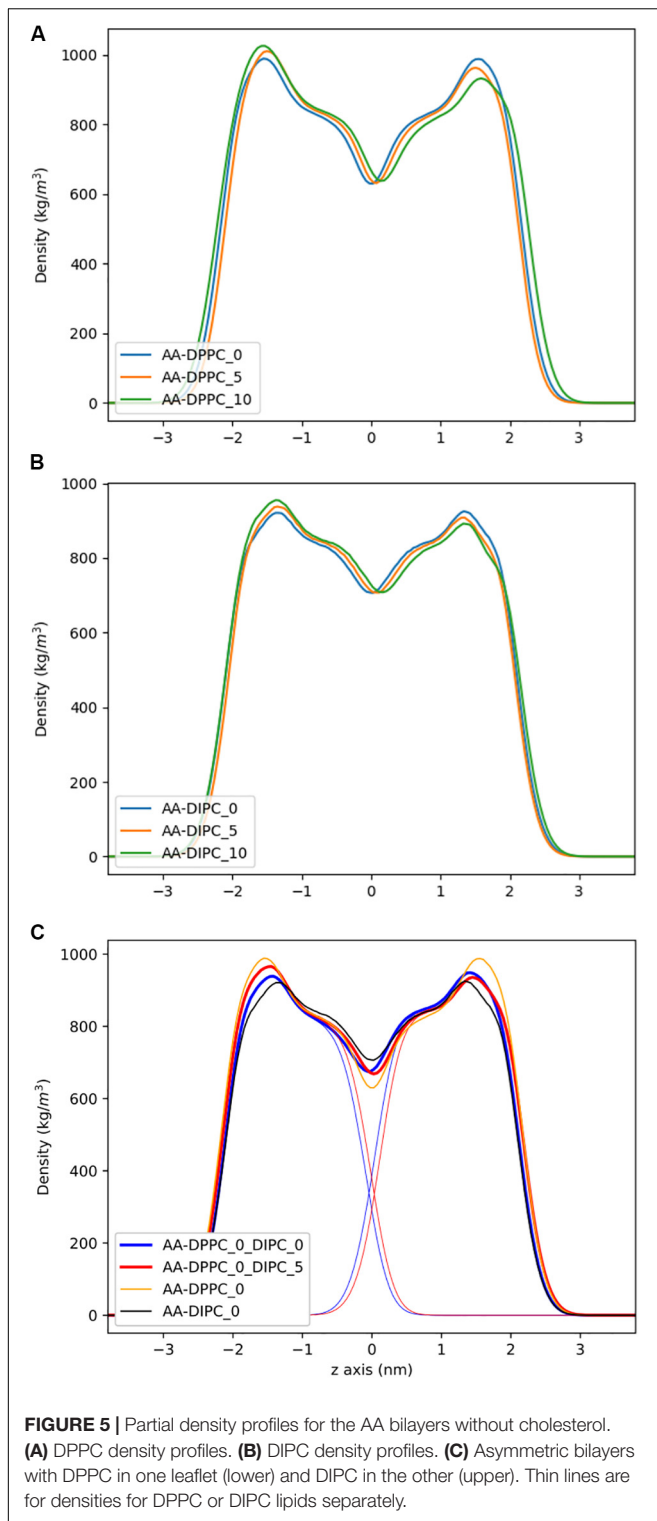 A
1000
800
600
400
200
0
Density (kg/m³)
AA-DPPC_0
AA-DPPC_5
AA-DPPC_10
−3 −2 −1 0 1 2 3
B
1000
800
600
400
200
0
Density (kg/m³)
AA-DIPC_0
AA-DIPC_5
AA-DIPC_10
−3 −2 −1 0 1 2 3
C
1000
800
600
400
200
0
Density (kg/m³)
AA-DPPC_0_DIPC_0
AA-DPPC_0_DIPC_5
AA-DPPC_0
AA-DIPC_0
−3 −2 −1 0 1 2 3
z axis (nm)
FIGURE 5 | Partial density profiles for the AA bilayers without cholesterol.
(A) DPPC density profiles. (B) DIPC density profiles. (C) Asymmetric bilayers
with DPPC in one leaflet (lower) and DIPC in the other (upper). Thin lines are
for densities for DPPC or DIPC lipids separately.